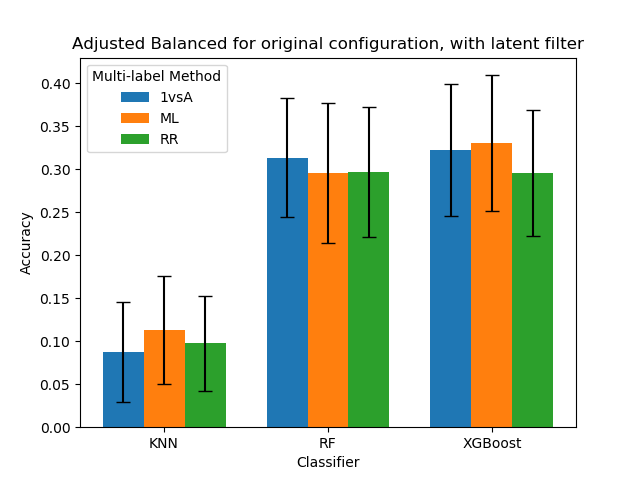 Adjusted Balanced for original configuration, with latent filter
Multi-label Method
1vsA
ML
RR
Accuracy
0.40
0.35
0.30
0.25
0.20
0.15
0.10
0.05
0.00
KNN
RF
XGBoost
Classifier